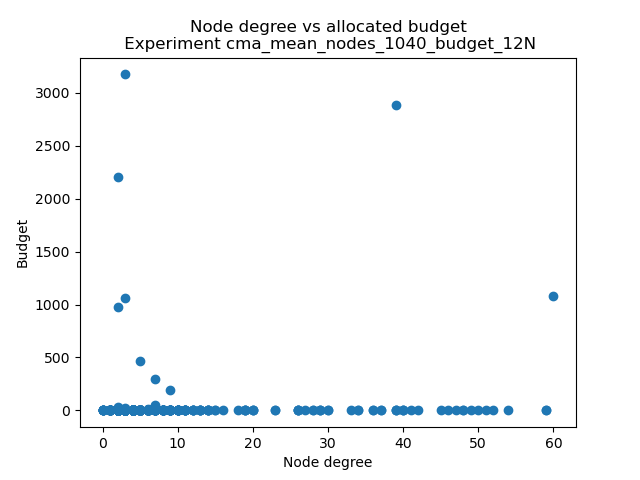 Node degree vs allocated budget
Experiment cma_mean_nodes_1040_budget_12N
3000
2500
2000
1500
1000
500
0
Budget
0 10 20 30 40 50 60
Node degree